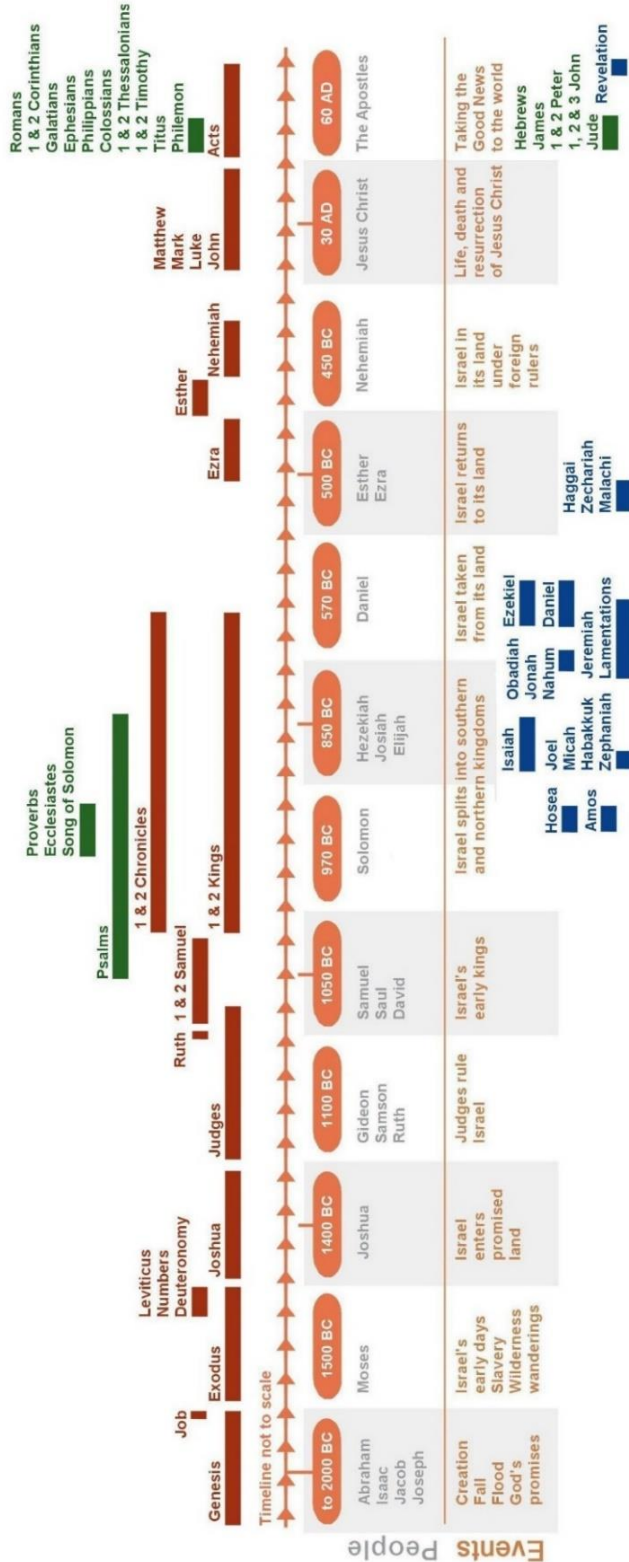 Romans
1 & 2 Corinthians
Galatians
Ephesians
Philippians
Colossians
1 & 2 Thessalonians
1 & 2 Timothy
Titus
Philemon
Proverbs
Ecclesiastes
Song of Solomon
Psalms
Leviticus
Numbers
Deuteronomy
Job
Ruth
1 & 2 Samuel
1 & 2 Chronicles
Esther
Matthew
Mark
Luke
John
Genesis
Exodus
Joshua
Judges
1 & 2 Kings
Ezra
Nehemiah
Acts
Timeline not to scale
to 2000 BC
1500 BC
1400 BC
1100 BC
1050 BC
970 BC
850 BC
570 BC
500 BC
450 BC
30 AD
60 AD
People
Abraham
Isaac
Jacob
Joseph
Moses
Joshua
Gideon
Samson
Ruth
Samuel
Saul
David
Solomon
Hezekiah
Josiah
Elijah
Daniel
Esther
Ezra
Nehemiah
Jesus Christ
The Apostles
Events
Creation
Fall
Flood
God's
promises
Israel's
early days
Slavery
Wilderness
wanderings
Israel
enters
promised
land
Judges rule
Israel
Israel's
early kings
Israel splits into southern
and northern kingdoms
Israel taken
from its land
Israel returns
to its land
Israel in
its land
under
foreign
rulers
Life, death and
resurrection
of Jesus Christ
Taking the
Good News
to the world
Hosea
Amos
Isaiah
Joel
Micah
Habakkuk
Zephaniah
Obadiah
Jonah
Nahum
Jeremiah
Lamentations
Ezekiel
Daniel
Haggai
Zechariah
Malachi
Hebrews
James
1 & 2 Peter
1, 2 & 3 John
Jude
Revelation